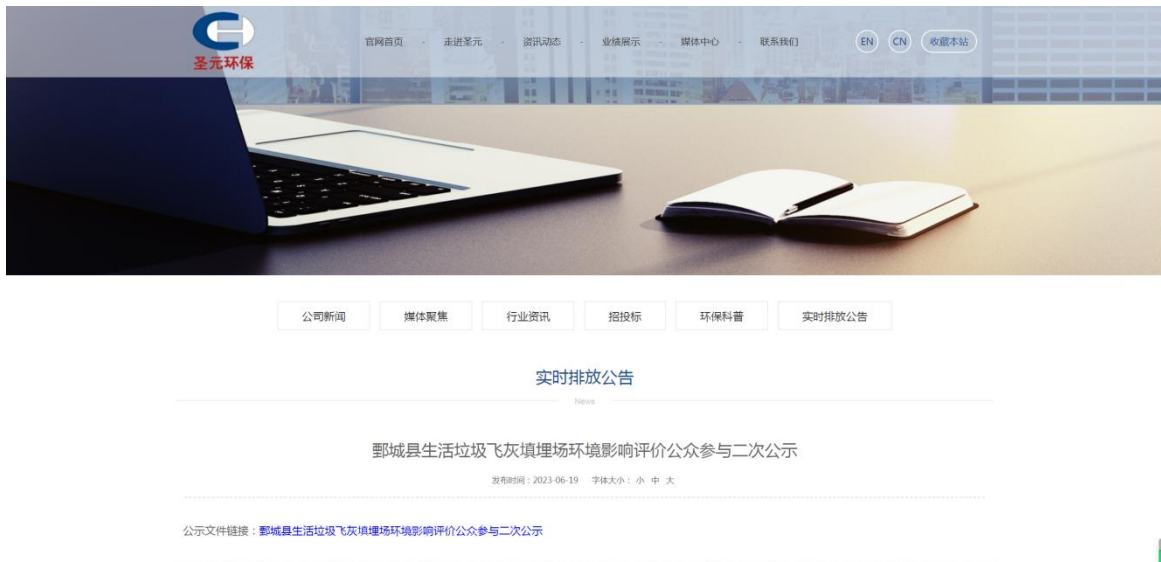 圣元环保
官网首页 - 走进圣元 - 资讯动态 - 业绩展示 - 媒体中心 - 联系我们 EN CN 收藏本站
公司新闻 媒体聚焦 行业资讯 招投标 环保科普 实时排放公告
实时排放公告
News
鄄城县生活垃圾飞灰填埋场环境影响评价公众参与二次公示
发布时间：2023-06-19 字体大小： 小 中 大
公示文件链接：鄄城县生活垃圾飞灰填埋场环境影响评价公众参与二次公示